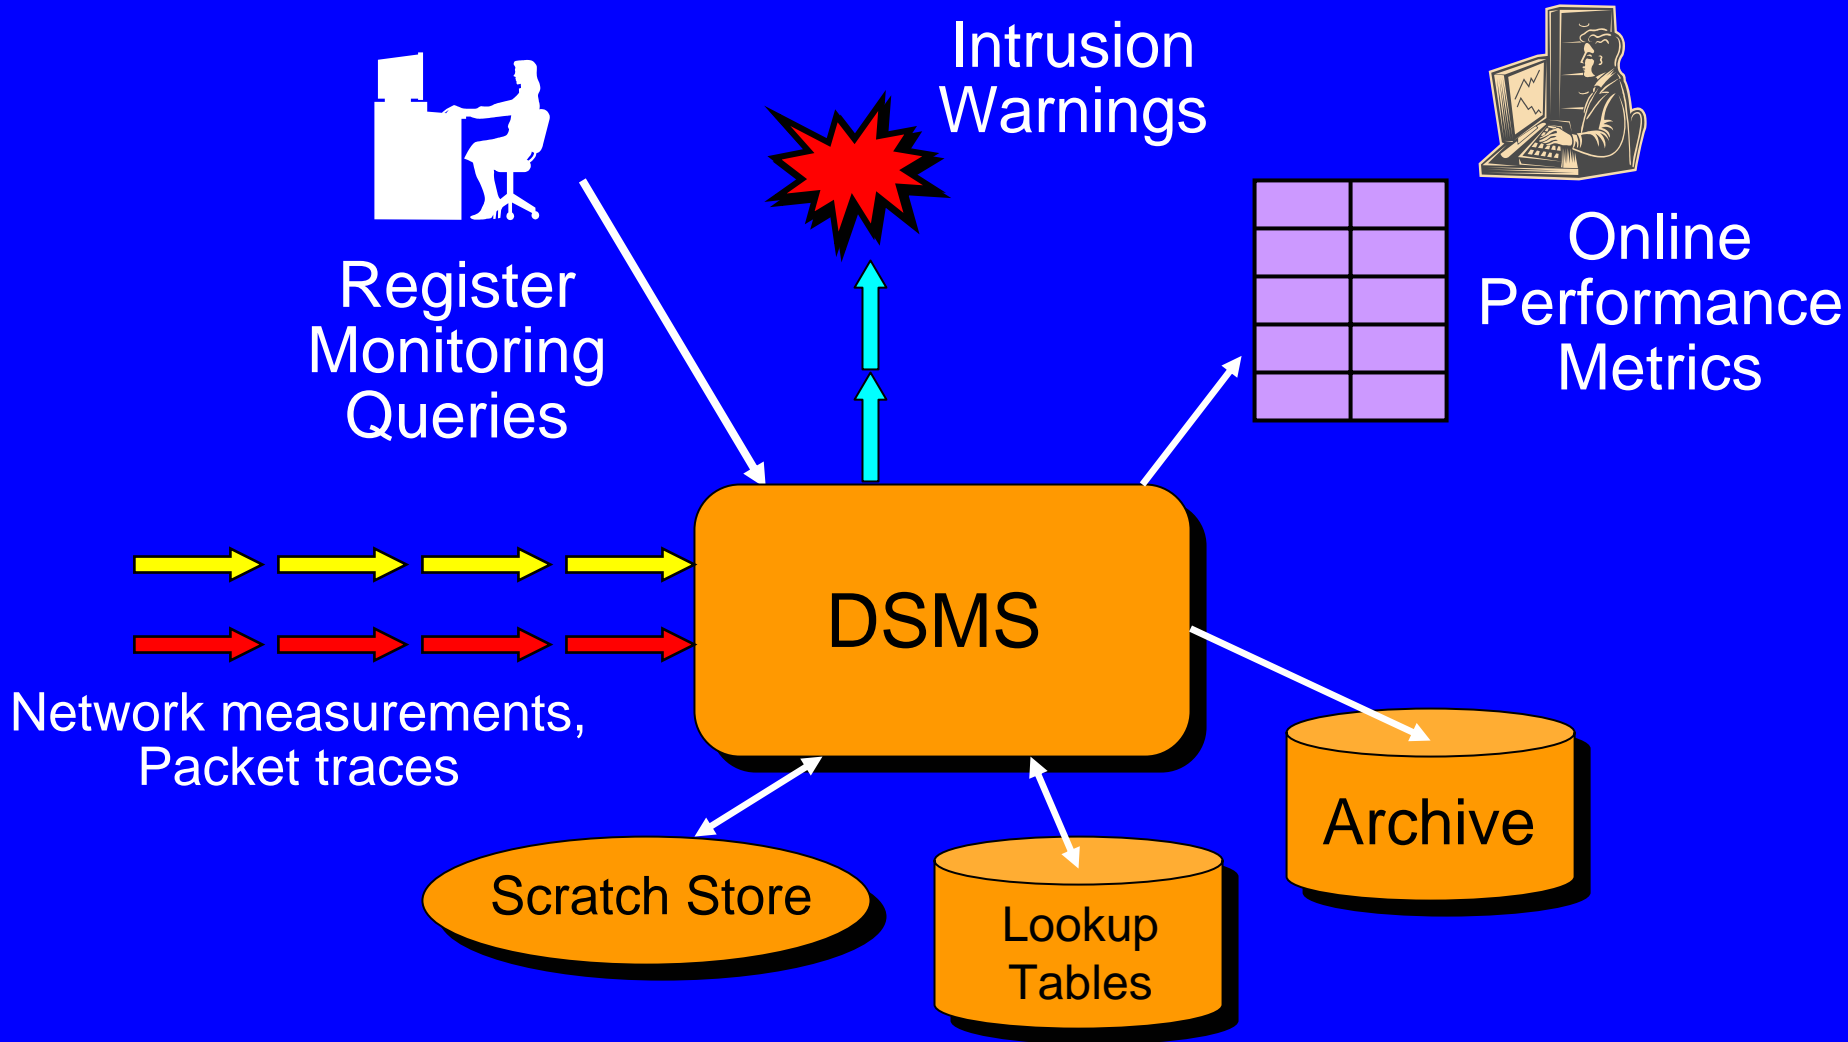 Intrusion
Warnings
Register
Monitoring
Queries
Online
Performance
Metrics
DSMS
Network measurements,
Packet traces
Scratch Store
Lookup
Tables
Archive